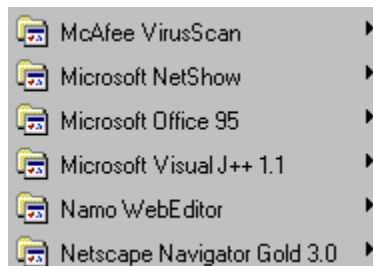 McAfee VirusScan
Microsoft NetShow
Microsoft Office 95
Microsoft Visual J++ 1.1
Namo WebEditor
Netscape Navigator Gold 3.0